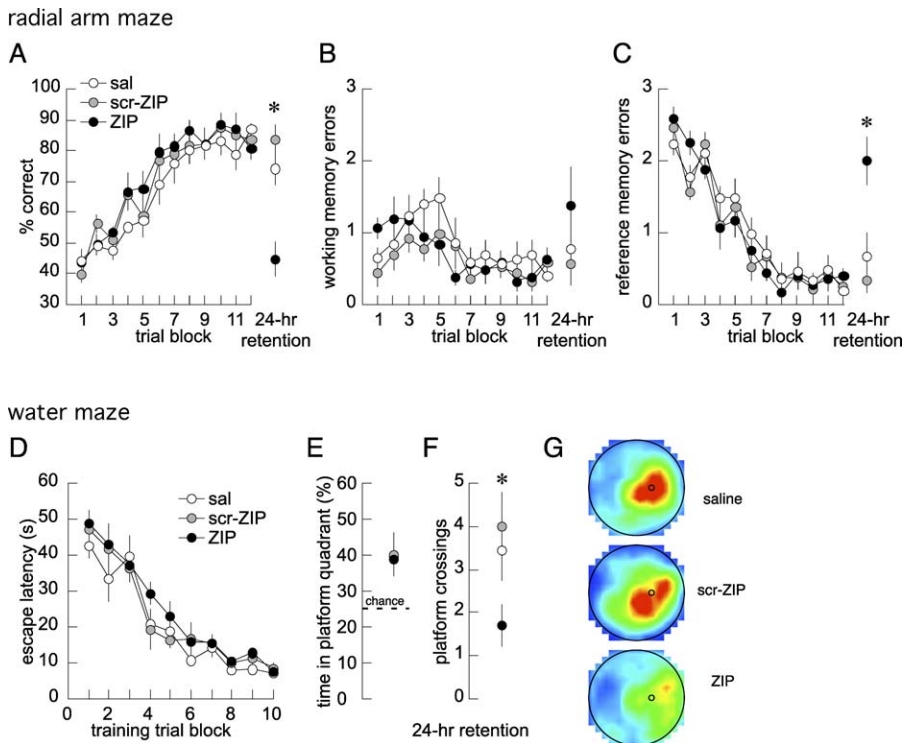 radial arm maze
A
B
C
100
90
80
70
60
50
40
30
% correct
sal
scr-ZIP
ZIP
*
1 3 5 7 9 11 24-hr
trial block retention
3
2
1
0
working memory errors
1 3 5 7 9 11 24-hr
trial block retention
3
2
1
0
reference memory errors
*
1 3 5 7 9 11 24-hr
trial block retention
water maze
D
E
F
G
60
50
40
30
20
10
0
escape latency (s)
sal
scr-ZIP
ZIP
0 2 4 6 8 10
training trial block
60
50
40
30
20
10
0
time in platform quadrant (%)
chance
5
4
3
2
1
0
platform crossings
*
24-hr retention
saline
scr-ZIP
ZIP